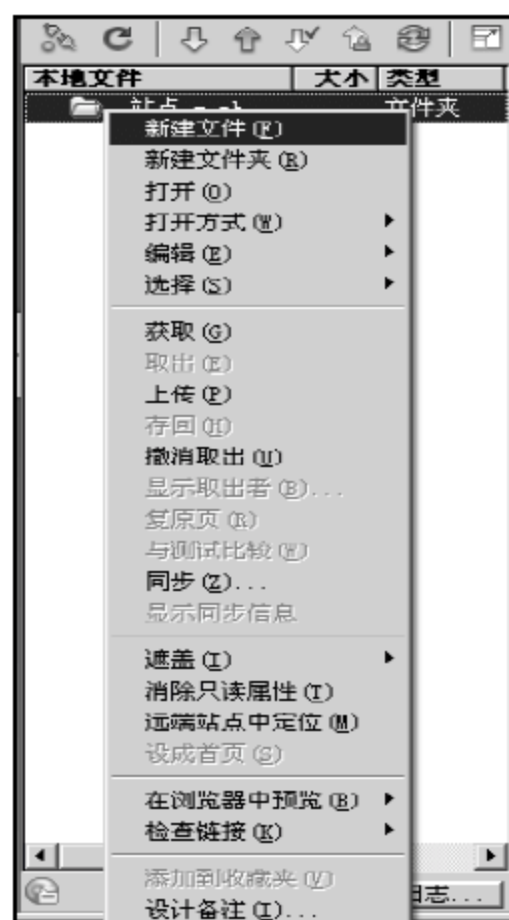 本地文件 大小 类型
站点 文件夹
新建文件(F)
新建文件夹(R)
打开(O)
打开方式(W)
编辑(E)
选择(S)
获取(G)
取出(E)
上传(P)
存回(H)
撤消取出(U)
显示取出者(B)...
复原页(R)
与测试比较(W)
同步(Z)...
显示同步信息
遮盖(I)
消除只读属性(T)
远端站点中定位(M)
设成首页(S)
在浏览器中预览(B)
检查链接(K)
添加到收藏夹(V)
日志...
设计备注(I)...